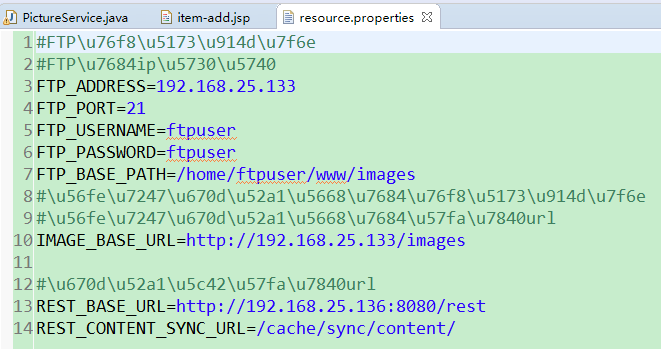 PictureService.java item-add.jsp resource.properties
1 #FTP\u76f8\u5173\u914d\u7f6e
2 #FTP\u7684ip\u5730\u5740
3 FTP_ADDRESS=192.168.25.133
4 FTP_PORT=21
5 FTP_USERNAME=ftpuser
6 FTP_PASSWORD=ftpuser
7 FTP_BASE_PATH=/home/ftpuser/www/images
8 #\u56fe\u7247\u670d\u52a1\u5668\u7684\u76f8\u5173\u914d\u7f6e
9 #\u56fe\u7247\u670d\u52a1\u5668\u7684\u57fa\u7840url
10 IMAGE_BASE_URL=http://192.168.25.133/images
11
12 #\u670d\u52a1\u5c42\u57fa\u7840url
13 REST_BASE_URL=http://192.168.25.136:8080/rest
14 REST_CONTENT_SYNC_URL=/cache/sync/content/